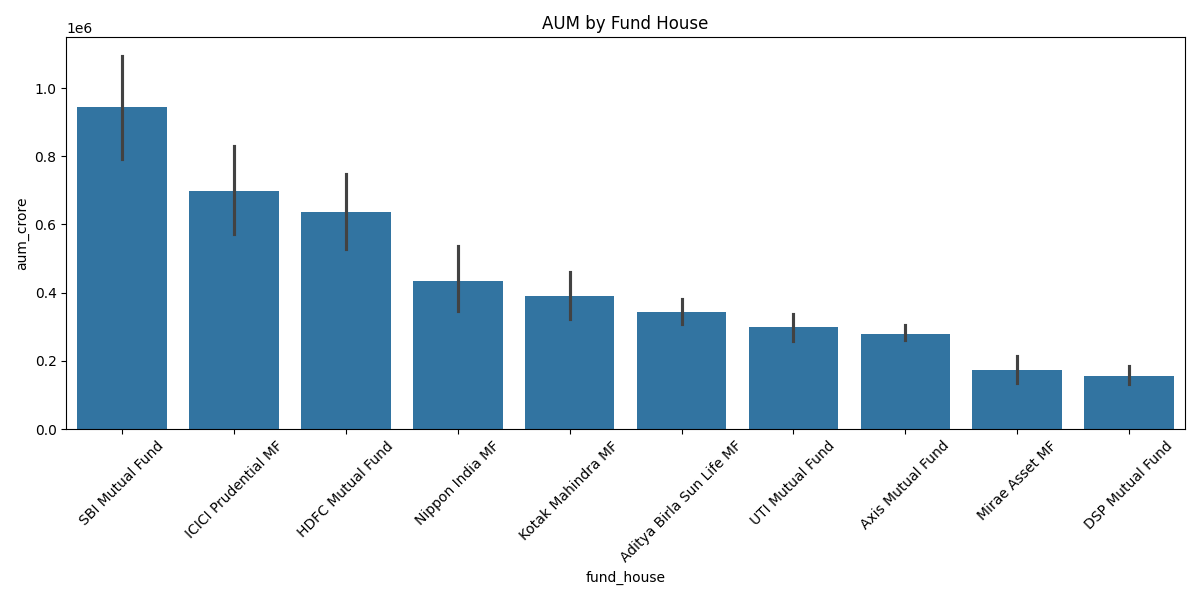 AUM by Fund House
1e6
1.0
0.8
0.6
0.4
0.2
0.0
aum_crore
SBI Mutual Fund
ICICI Prudential MF
HDFC Mutual Fund
Nippon India MF
Kotak Mahindra MF
Aditya Birla Sun Life MF
UTI Mutual Fund
Axis Mutual Fund
Mirae Asset MF
DSP Mutual Fund
fund_house